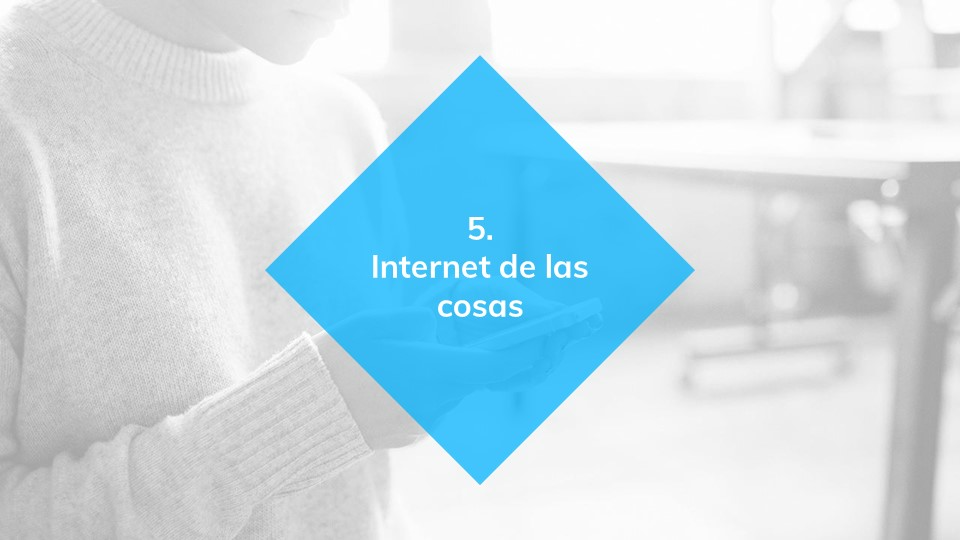 5.
Internet de las
cosas